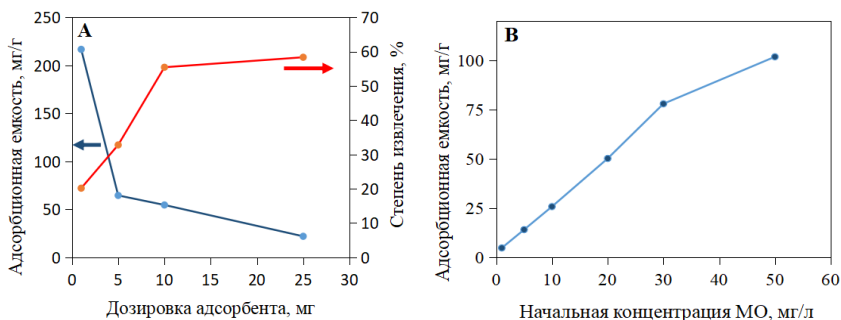 А
Адсорбционная емкость, мг/г
250
200
150
100
50
0
0 5 10 15 20 25 30
Дозировка адсорбента, мг
70
60
50
40
30
20
10
0
Степень извлечения, %
В
Адсорбционная емкость, мг/г
100
75
50
25
0
0 10 20 30 40 50 60
Начальная концентрация МО, мг/л